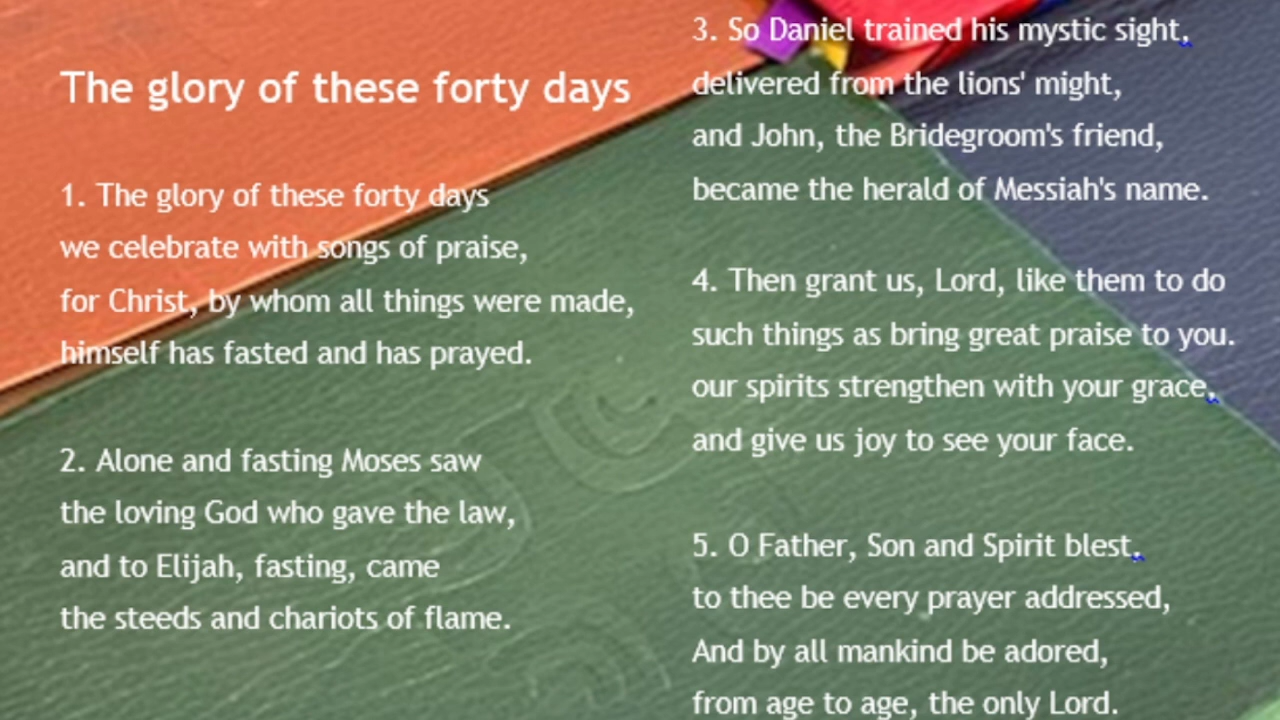 The glory of these forty days
1. The glory of these forty days
we celebrate with songs of praise,
for Christ, by whom all things were made,
himself has fasted and has prayed.
2. Alone and fasting Moses saw
the loving God who gave the law,
and to Elijah, fasting, came
the steeds and chariots of flame.
3. So Daniel trained his mystic sight,
delivered from the lions' might,
and John, the Bridegroom's friend,
became the herald of Messiah's name.
4. Then grant us, Lord, like them to do
such things as bring great praise to you.
our spirits strengthen with your grace,
and give us joy to see your face.
5. O Father, Son and Spirit blest,
to thee be every prayer addressed,
And by all mankind be adored,
from age to age, the only Lord.